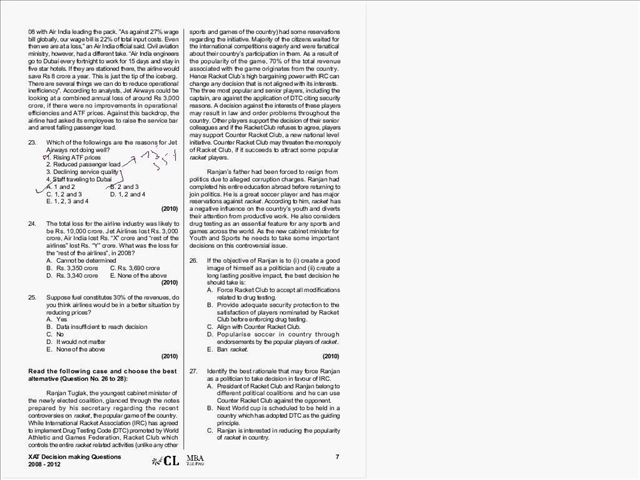 08 with Air India leading the pack. "As against 27% wage
bill globally, our wage bill is 22% of total input costs. Even
then we are at a loss," an Air India official said. Civil aviation
ministry, however, had a different take. "Air India engineers
go to Dubai every fortnight to work for 15 days and stay in
five star hotels. If they are stationed there, the airline would
save Rs 8 crore a year. This is just the tip of the iceberg.
There are several things we can do to reduce operational
inefficiency". According to analysts, Jet Airways could be
looking at a combined annual loss of around Rs 3,000
crore, if there were no improvements in operational
efficiencies and ATF prices. Against this backdrop, the
airline had asked its employees to raise the service bar
and arrest falling passenger load.
23. Which of the followings are the reasons for Jet
Airways not doing well?
1. Rising ATF prices
2. Reduced passenger load
3. Declining service quality
4. Staff traveling to Dubai
A. 1 and 2 B. 2 and 3
C. 1, 2 and 3 D. 1, 2 and 4
E. 1, 2, 3 and 4
(2010)
24. The total loss for the airline industry was likely to
be Rs. 10,000 crore. Jet Airlines lost Rs. 3,000
crore, Air India lost Rs. "X" crore and "rest of the
airlines" lost Rs. "Y" crore. What was the loss for
the "rest of the airlines", in 2008?
A. Cannot be determined
B. Rs. 3,350 crore C. Rs. 3,690 crore
D. Rs. 3,340 crore E. None of the above
(2010)
25. Suppose fuel constitutes 30% of the revenues, do
you think airlines would be in a better situation by
reducing prices?
A. Yes
B. Data insufficient to reach decision
C. No
D. It would not matter
E. None of the above
(2010)
Read the following case and choose the best
alternative (Question No. 26 to 28):
Ranjan Tuglak, the youngest cabinet minister of
the newly elected coalition, glanced through the notes
prepared by his secretary regarding the recent
controversies on racket, the popular game of the country.
While International Racket Association (IRC) has agreed
to implement Drug Testing Code (DTC) promoted by World
Athletic and Games Federation, Racket Club which
controls the entire racket related activities (unlike any other
sports and games of the country) had some reservations
regarding the initiative. Majority of the citizens waited for
the international competitions eagerly and were fanatical
about their country's participation in them. As a result of
the popularity of the game, 70% of the total revenue
associated with the game originates from the country.
Hence Racket Club's high bargaining power with IRC can
change any decision that is not aligned with its interests.
The three most popular and senior players, including the
captain, are against the application of DTC citing security
reasons. A decision against the interests of these players
may result in law and order problems throughout the
country. Other players support the decision of their senior
colleagues and if the Racket Club refuses to agree, players
may support Counter Racket Club, a new national level
initiative. Counter Racket Club may threaten the monopoly
of Racket Club, if it succeeds to attract some popular
racket players.
Ranjan's father had been forced to resign from
politics due to alleged corruption charges. Ranjan had
completed his entire education abroad before returning to
join politics. He is a great soccer player and has major
reservations against racket. According to him, racket has
a negative influence on the country's youth and diverts
their attention from productive work. He also considers
drug testing as an essential feature for any sports and
games across the world. As the new cabinet minister for
Youth and Sports he needs to take some important
decisions on this controversial issue.
26. If the objective of Ranjan is to (i) create a good
image of himself as a politician and (ii) create a
long lasting positive impact, the best decision he
should take is:
A. Force Racket Club to accept all modifications
related to drug testing.
B. Provide adequate security protection to the
satisfaction of players nominated by Racket
Club before enforcing drug testing.
C. Align with Counter Racket Club.
D. Popularise soccer in country through
endorsements by the popular players of racket.
E. Ban racket.
(2010)
27. Identify the best rationale that may force Ranjan
as a politician to take decision in favour of IRC.
A. President of Racket Club and Ranjan belong to
different political coalitions and he can use
Counter Racket Club against the opponent.
B. Next World cup is scheduled to be held in a
country which has adopted DTC as the guiding
principle.
C. Ranjan is interested in reducing the popularity
of racket in country.
XAT Decision making Questions
2008 - 2012
CL MBA
7